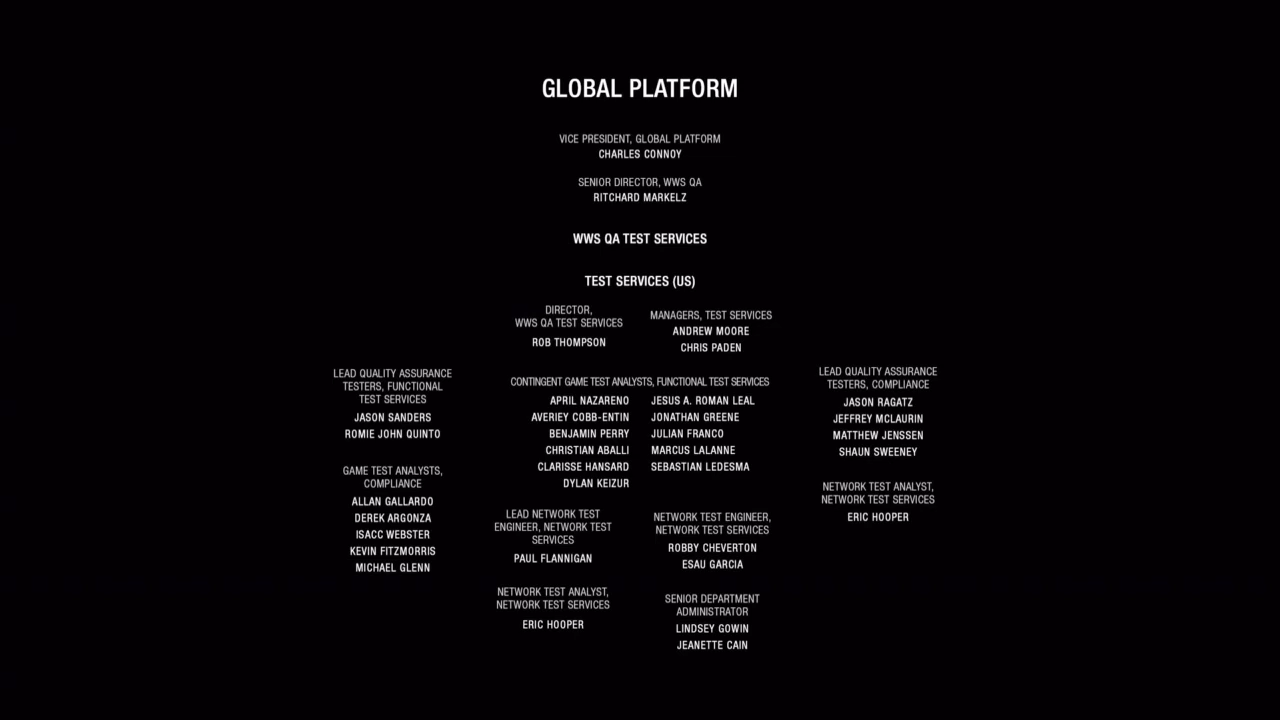 GLOBAL PLATFORM
VICE PRESIDENT, GLOBAL PLATFORM
CHARLES CONNOY
SENIOR DIRECTOR, WWS QA
RITCHARD MARKELZ
WWS QA TEST SERVICES
TEST SERVICES (US)
DIRECTOR,
WWS QA TEST SERVICES
ROB THOMPSON
MANAGERS, TEST SERVICES
ANDREW MOORE
CHRIS PADEN
LEAD QUALITY ASSURANCE
TESTERS, FUNCTIONAL
TEST SERVICES
JASON SANDERS
ROMIE JOHN QUINTO
GAME TEST ANALYSTS,
COMPLIANCE
ALLAN GALLARDO
DEREK ARGONZA
ISACC WEBSTER
KEVIN FITZMORRIS
MICHAEL GLENN
CONTINGENT GAME TEST ANALYSTS, FUNCTIONAL TEST SERVICES
APRIL NAZARENO
AVERIEY COBB-ENTIN
BENJAMIN PERRY
CHRISTIAN ABALLI
CLARISSE HANSARD
DYLAN KEIZUR
JESUS A. ROMAN LEAL
JONATHAN GREENE
JULIAN FRANCO
MARCUS LALANNE
SEBASTIAN LEDESMA
LEAD NETWORK TEST
ENGINEER, NETWORK TEST
SERVICES
PAUL FLANNIGAN
NETWORK TEST ANALYST,
NETWORK TEST SERVICES
ERIC HOOPER
NETWORK TEST ENGINEER,
NETWORK TEST SERVICES
ROBBY CHEVERTON
ESAU GARCIA
SENIOR DEPARTMENT
ADMINISTRATOR
LINDSEY GOWIN
JEANETTE CAIN
LEAD QUALITY ASSURANCE
TESTERS, COMPLIANCE
JASON RAGATZ
JEFFREY MCLAURIN
MATTHEW JENSSEN
SHAUN SWEENEY
NETWORK TEST ANALYST,
NETWORK TEST SERVICES
ERIC HOOPER